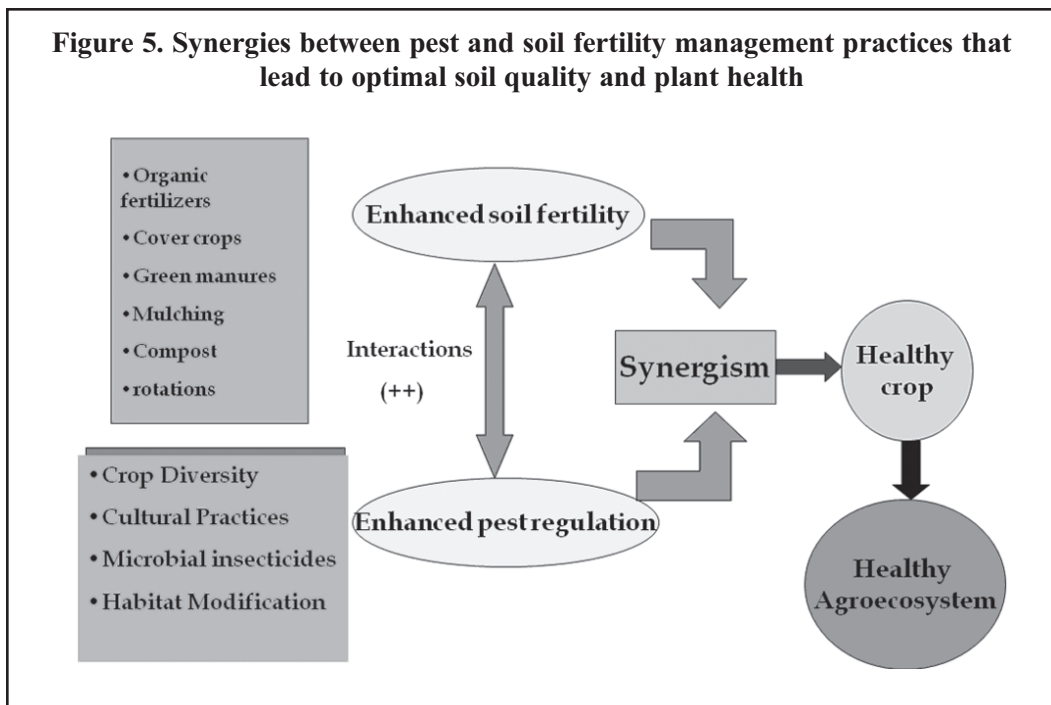 Figure 5. Synergies between pest and soil fertility management practices that
lead to optimal soil quality and plant health
• Organic
fertilizers
• Cover crops
• Green manures
• Mulching
• Compost
• rotations
• Crop Diversity
• Cultural Practices
• Microbial insecticides
• Habitat Modification
Enhanced soil fertility
Interactions
(++)
Enhanced pest regulation
Synergism
Healthy
crop
Healthy
Agroecosystem